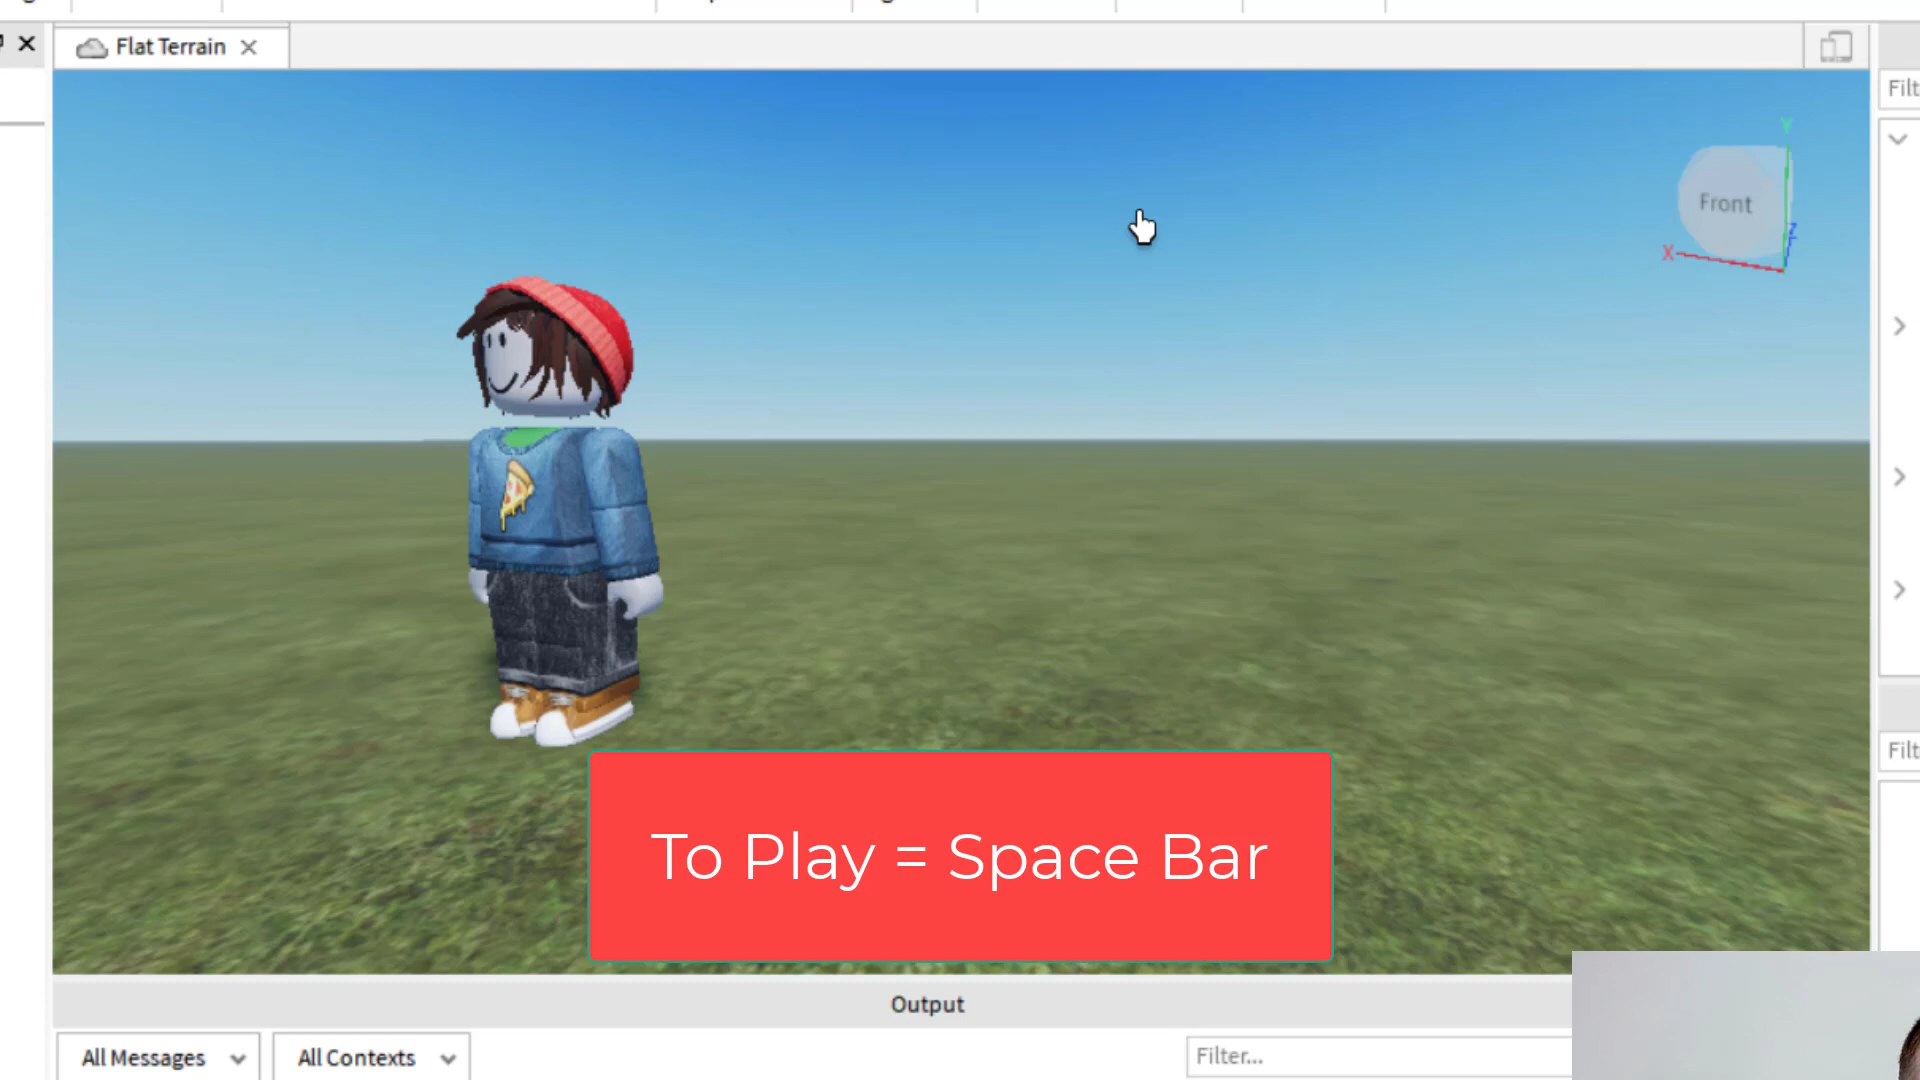 Flat Terrain
Filt
Y
Front
Z
X
To Play = Space Bar
Filt
Output
All Messages
All Contexts
Filter...